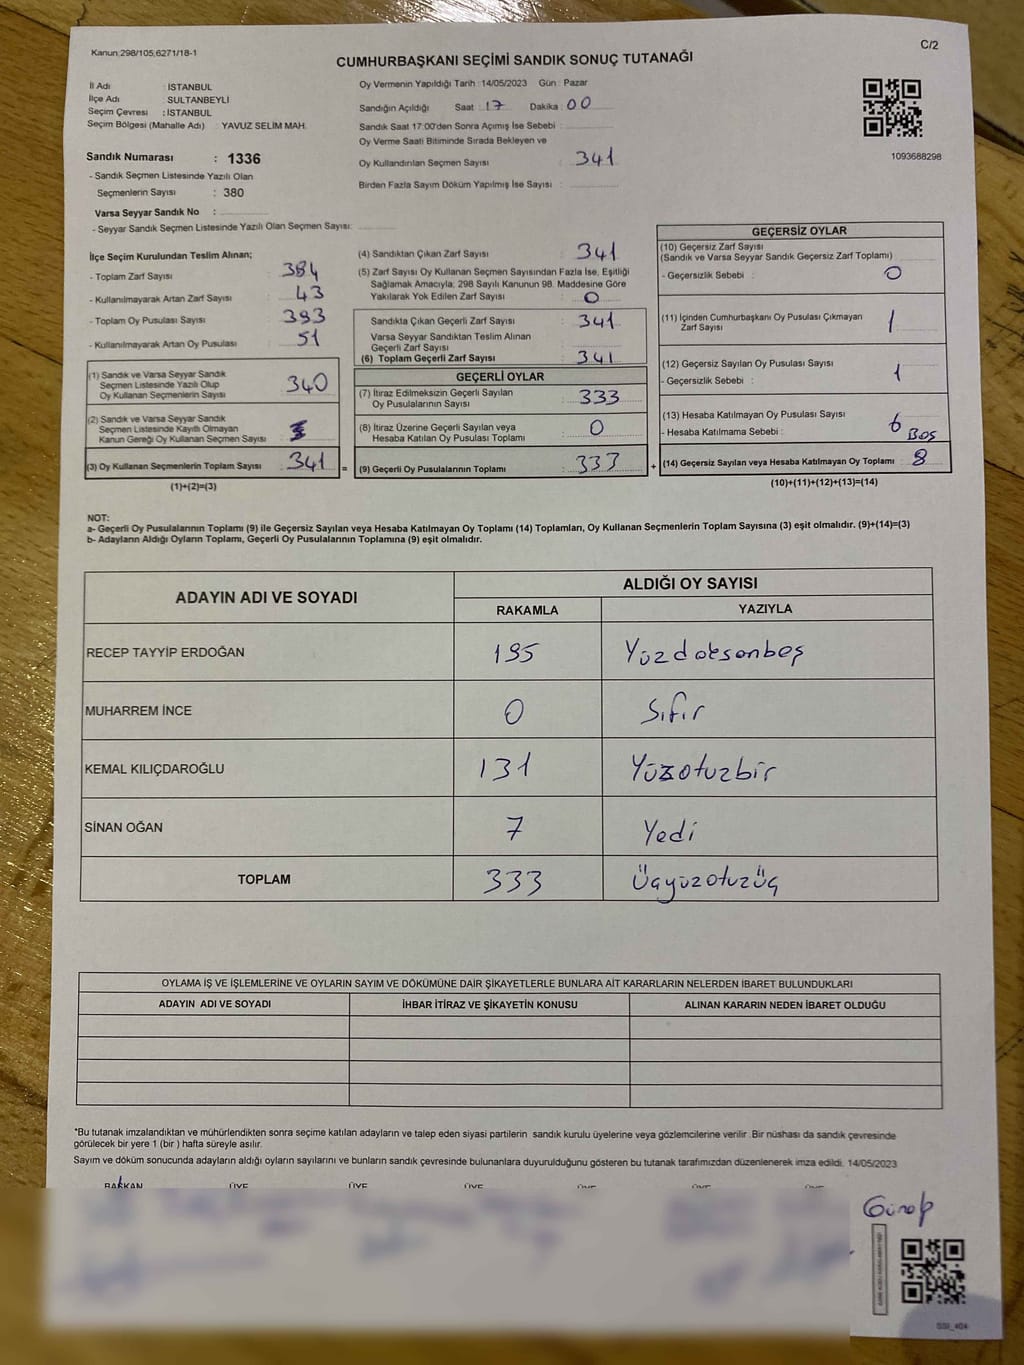 Kanun;298/105,6271/18-1
C/2
CUMHURBAŞKANI SEÇİMİ SANDIK SONUÇ TUTANAĞI
İl Adı : İSTANBUL
İlçe Adı : SULTANBEYLİ
Seçim Çevresi : İSTANBUL
Seçim Bölgesi (Mahalle Adı) : YAVUZ SELİM MAH.
Sandık Numarası : 1336
- Sandık Seçmen Listesinde Yazılı Olan
Seçmenlerin Sayısı : 380
Varsa Seyyar Sandık No :
- Seyyar Sandık Seçmen Listesinde Yazılı Olan Seçmen Sayısı:
Oy Vermenin Yapıldığı Tarih : 14/05/2023 Gün : Pazar
Sandığın Açıldığı Saat : 17 Dakika : 00
Sandık Saat 17:00'den Sonra Açımış İse Sebebi :
Oy Verme Saati Bitiminde Sırada Bekleyen ve
Oy Kullandırılan Seçmen Sayısı : 341
Birden Fazla Sayım Döküm Yapılmış İse Sayısı :
1093688298
İlçe Seçim Kurulundan Teslim Alınan;
- Toplam Zarf Sayısı : 384
- Kullanılmayarak Artan Zarf Sayısı : 43
- Toplam Oy Pusulası Sayısı : 393
- Kullanılmayarak Artan Oy Pusulası : 51
(1) Sandık ve Varsa Seyyar Sandık
Seçmen Listesinde Yazılı Olup
Oy Kullanan Seçmenlerin Sayısı : 340
(2) Sandık ve Varsa Seyyar Sandık
Seçmen Listesinde Kayıtlı Olmayan
Kanun Gereği Oy Kullanan Seçmen Sayısı :
(3) Oy Kullanan Seçmenlerin Toplam Sayısı : 341 =
(1)+(2)=(3)
(4) Sandıktan Çıkan Zarf Sayısı : 341
(5) Zarf Sayısı Oy Kullanan Seçmen Sayısından Fazla İse, Eşitliği
Sağlamak Amacıyla, 298 Sayılı Kanunun 98. Maddesine Göre
Yakılarak Yok Edilen Zarf Sayısı : 0
Sandıkta Çıkan Geçerli Zarf Sayısı : 341
Varsa Seyyar Sandıktan Teslim Alınan
Geçerli Zarf Sayısı :
(6) Toplam Geçerli Zarf Sayısı : 341
GEÇERLİ OYLAR
(7) İtiraz Edilmeksizin Geçerli Sayılan
Oy Pusulalarının Sayısı : 333
(8) İtiraz Üzerine Geçerli Sayılan veya
Hesaba Katılan Oy Pusulası Toplamı : 0
(9) Geçerli Oy Pusulalarının Toplamı : 333 +
GEÇERSİZ OYLAR
(10) Geçersiz Zarf Sayısı
(Sandık ve Varsa Seyyar Sandık Geçersiz Zarf Toplamı)
- Geçersizlik Sebebi : 0
(11) İçinden Cumhurbaşkanı Oy Pusulası Çıkmayan
Zarf Sayısı : 1
(12) Geçersiz Sayılan Oy Pusulası Sayısı
- Geçersizlik Sebebi : 1
(13) Hesaba Katılmayan Oy Pusulası Sayısı
- Hesaba Katılmama Sebebi : 6 Boş
(14) Geçersiz Sayılan veya Hesaba Katılmayan Oy Toplamı : 8
(10)+(11)+(12)+(13)=(14)
NOT:
a- Geçerli Oy Pusulalarının Toplamı (9) ile Geçersiz Sayılan veya Hesaba Katılmayan Oy Toplamı (14) Toplamları, Oy Kullanan Seçmenlerin Toplam Sayısına (3) eşit olmalıdır. (9)+(14)=(3)
b- Adayların Aldığı Oyların Toplamı, Geçerli Oy Pusulalarının Toplamına (9) eşit olmalıdır.
ADAYIN ADI VE SOYADI
ALDIĞI OY SAYISI
RAKAMLA YAZIYLA
RECEP TAYYİP ERDOĞAN 195 Yüzdoksanbeş
MUHARREM İNCE 0 Sıfır
KEMAL KILIÇDAROĞLU 131 Yüzotuzbir
SİNAN OĞAN 7 Yedi
TOPLAM 333 Üçyüzotuzüç
OYLAMA İŞ VE İŞLEMLERİNE VE OYLARIN SAYIM VE DÖKÜMÜNE DAİR ŞİKAYETLERLE BUNLARA AİT KARARLARIN NELERDEN İBARET BULUNDUKLARI
ADAYIN ADI VE SOYADI İHBAR İTİRAZ VE ŞİKAYETİN KONUSU ALINAN KARARIN NEDEN İBARET OLDUĞU
*Bu tutanak imzalandıktan ve mühürlendikten sonra seçime katılan adayların ve talep eden siyasi partilerin sandık kurulu üyelerine veya gözlemcilerine verilir .Bir nüshası da sandık çevresinde
görülecek bir yere 1 (bir ) hafta süreyle asılır.
Sayım ve döküm sonucunda adayların aldığı oyların sayılarını ve bunların sandık çevresinde bulunanlara duyurulduğunu gösteren bu tutanak tarafımızdan düzenlenerek imza edildi. 14/05/2023
BAŞKAN ÜYE ÜYE ÜYE ÜYE ÜYE ÜYE